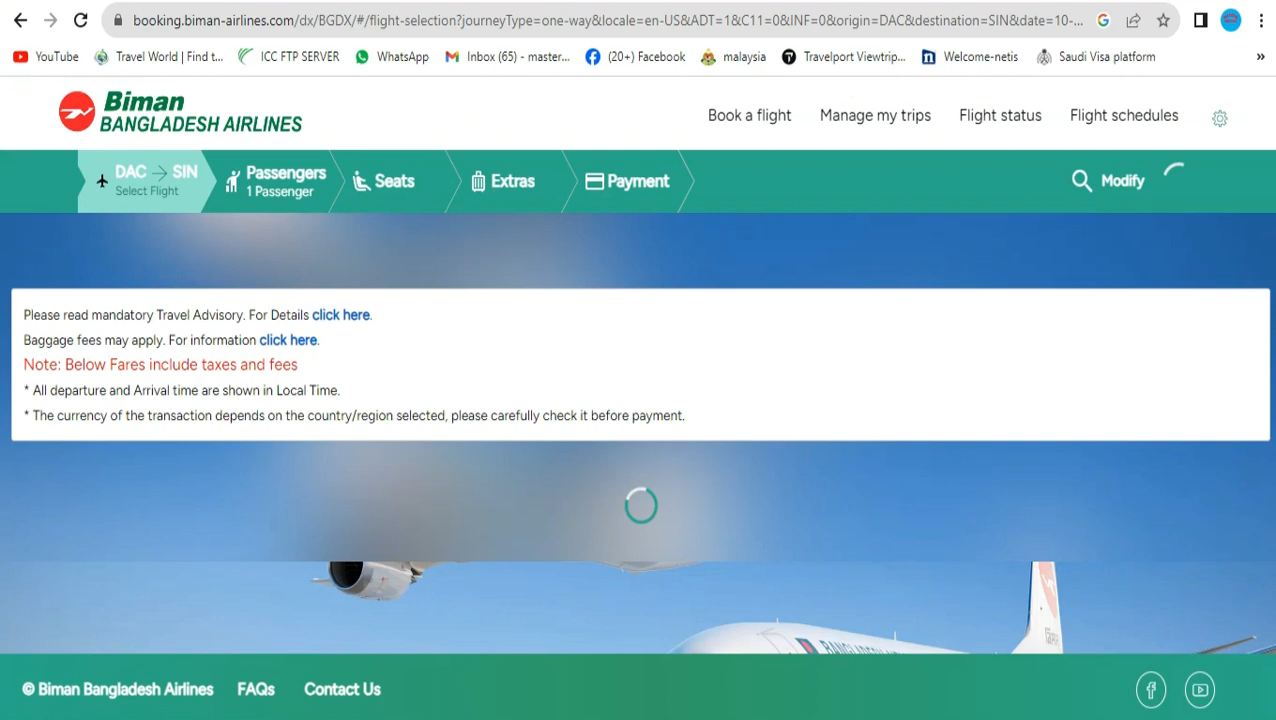 booking.biman-airlines.com/dx/BGDX/#/flight-selection?journeyType=one-way&locale=en-US&ADT=1&C11=0&INF=0&origin=DAC&destination=SIN&date=10-...
YouTube Travel World | Find t... ICC FTP SERVER WhatsApp Inbox (65) - master... (20+) Facebook malaysia Travelport Viewtrip... Welcome-netis Saudi Visa platform »
Biman
BANGLADESH AIRLINES
Book a flight Manage my trips Flight status Flight schedules
DAC → SIN
Select Flight
Passengers
1 Passenger
Seats
Extras
Payment
Modify
Please read mandatory Travel Advisory. For Details click here.
Baggage fees may apply. For information click here.
Note: Below Fares include taxes and fees
* All departure and Arrival time are shown in Local Time.
* The currency of the transaction depends on the country/region selected, please carefully check it before payment.
© Biman Bangladesh Airlines FAQs Contact Us